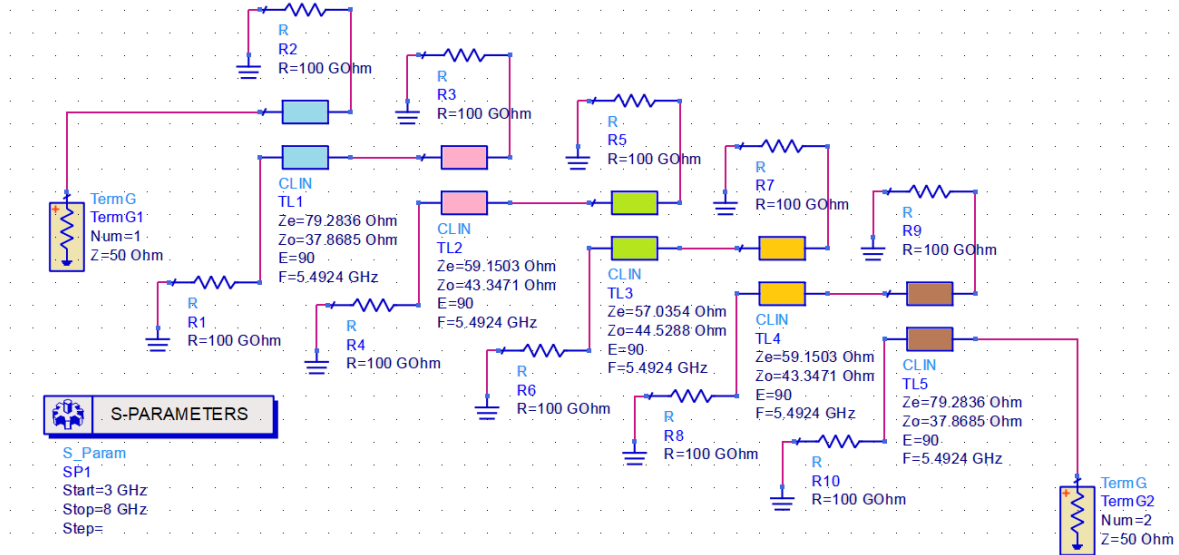 R
R2
R=100 GOhm
R
R3
R=100 GOhm
R
R5
R=100 GOhm
R
R7
R=100 GOhm
R
R9
R=100 GOhm
TermG
TermG1
Num=1
Z=50 Ohm
CLIN
TL1
Ze=79.2836 Ohm
Zo=37.8685 Ohm
E=90
F=5.4924 GHz
CLIN
TL2
Ze=59.1503 Ohm
Zo=43.3471 Ohm
E=90
F=5.4924 GHz
CLIN
TL3
Ze=57.0354 Ohm
Zo=44.5288 Ohm
E=90
F=5.4924 GHz
CLIN
TL4
Ze=59.1503 Ohm
Zo=43.3471 Ohm
E=90
F=5.4924 GHz
CLIN
TL5
Ze=79.2836 Ohm
Zo=37.8685 Ohm
E=90
F=5.4924 GHz
R
R1
R=100 GOhm
R
R4
R=100 GOhm
R
R6
R=100 GOhm
R
R8
R=100 GOhm
R
R10
R=100 GOhm
S-PARAMETERS
S_Param
SP1
Start=3 GHz
Stop=8 GHz
Step=
TermG
TermG2
Num=2
Z=50 Ohm